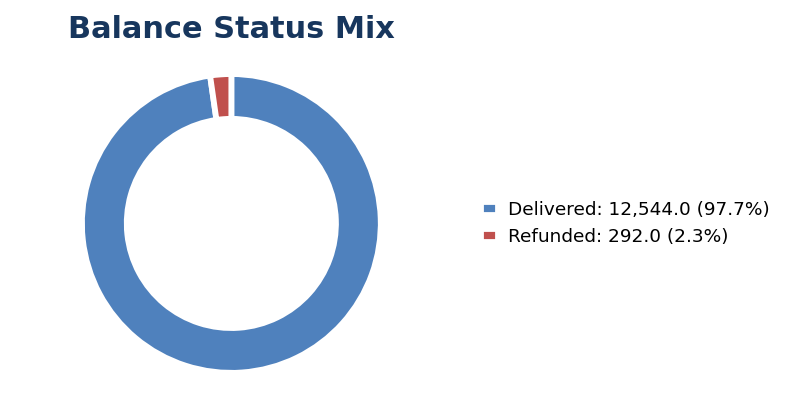 Balance Status Mix
Delivered: 12,544.0 (97.7%)
Refunded: 292.0 (2.3%)